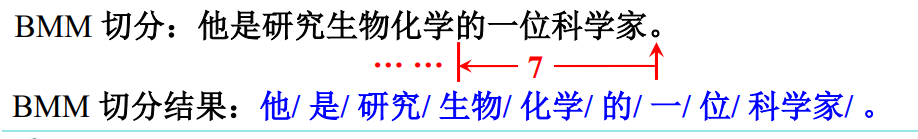 BMM 切分：他是研究生物化学的一位科学家。
… … 7
BMM 切分结果：他/ 是/ 研究/ 生物/ 化学/ 的/ 一/ 位/ 科学家/ 。